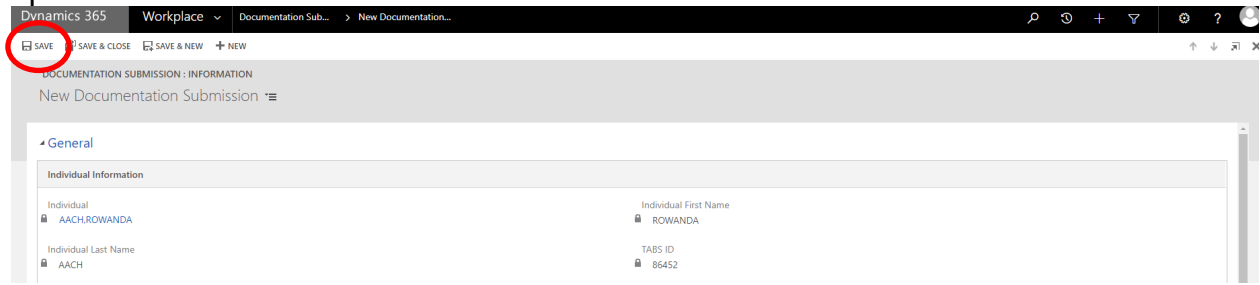 Dynamics 365 Workplace Documentation Sub... > New Documentation...
SAVE SAVE & CLOSE SAVE & NEW + NEW
DOCUMENTATION SUBMISSION : INFORMATION
New Documentation Submission
General
Individual Information
Individual Individual First Name
AACH,ROWANDA ROWANDA
Individual Last Name TABS ID
AACH 86452